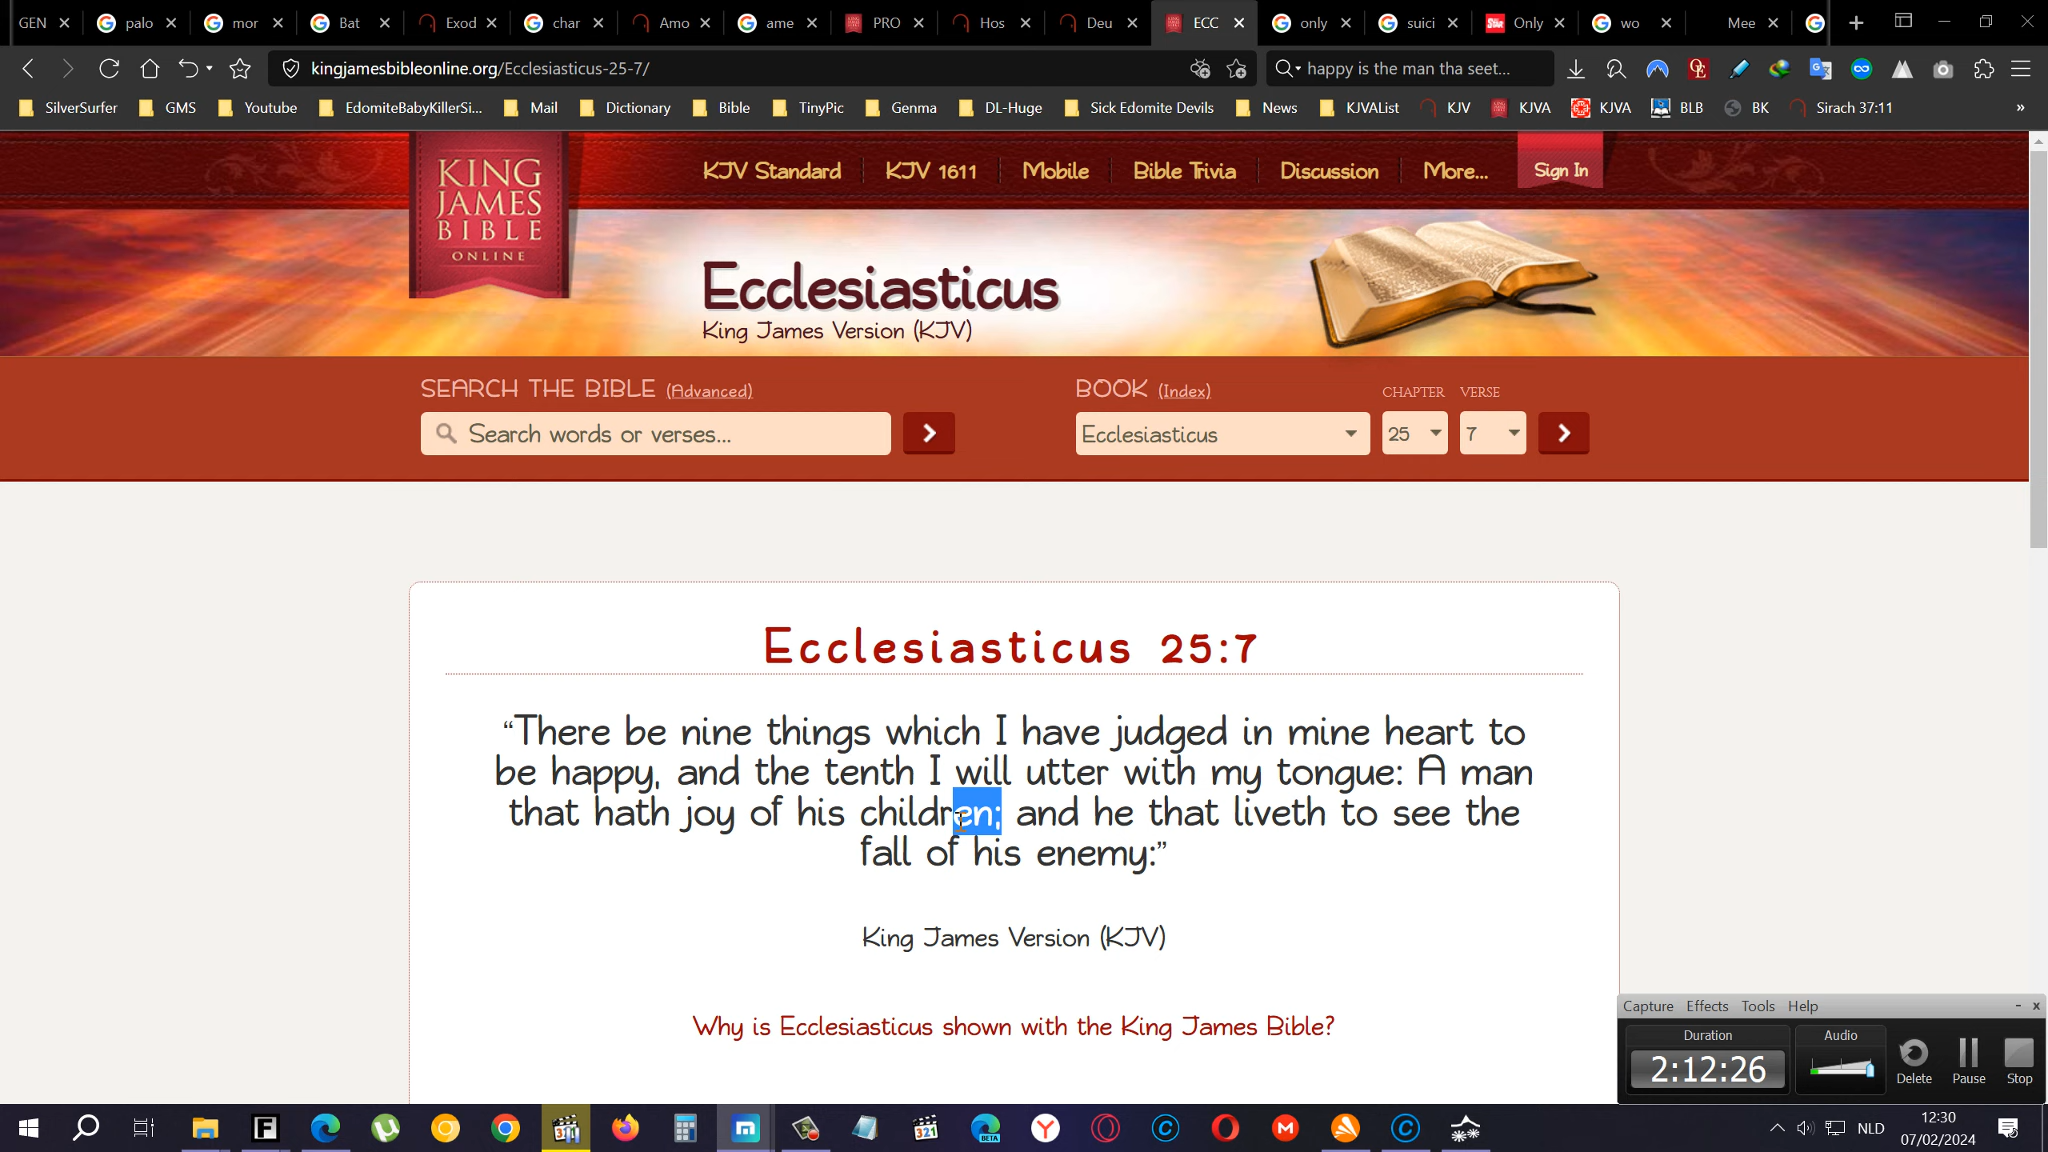 GEN palo mor Bat Exod char Amo ame PRO Hos Deu ECC only suici Only wo Mee
kingjamesbibleonline.org/Ecclesiasticus-25-7/ happy is the man tha seet...
SilverSurfer GMS Youtube EdomiteBabyKillerSi... Mail Dictionary Bible TinyPic Genma DL-Huge Sick Edomite Devils News KJVAList KJV KJVA KJVA BLB BK Sirach 37:11 »
KING
JAMES
BIBLE
ONLINE
KJV Standard KJV 1611 Mobile Bible Trivia Discussion More... Sign In
Ecclesiasticus
King James Version (KJV)
SEARCH THE BIBLE (Advanced) BOOK (Index) CHAPTER VERSE
Search words or verses... Ecclesiasticus 25 7
Ecclesiasticus 25:7
“There be nine things which I have judged in mine heart to
be happy, and the tenth I will utter with my tongue: A man
that hath joy of his children; and he that liveth to see the
fall of his enemy:”
King James Version (KJV)
Why is Ecclesiasticus shown with the King James Bible?
Capture Effects Tools Help
Duration Audio
2:12:26
Delete Pause Stop
NLD
12:30
07/02/2024